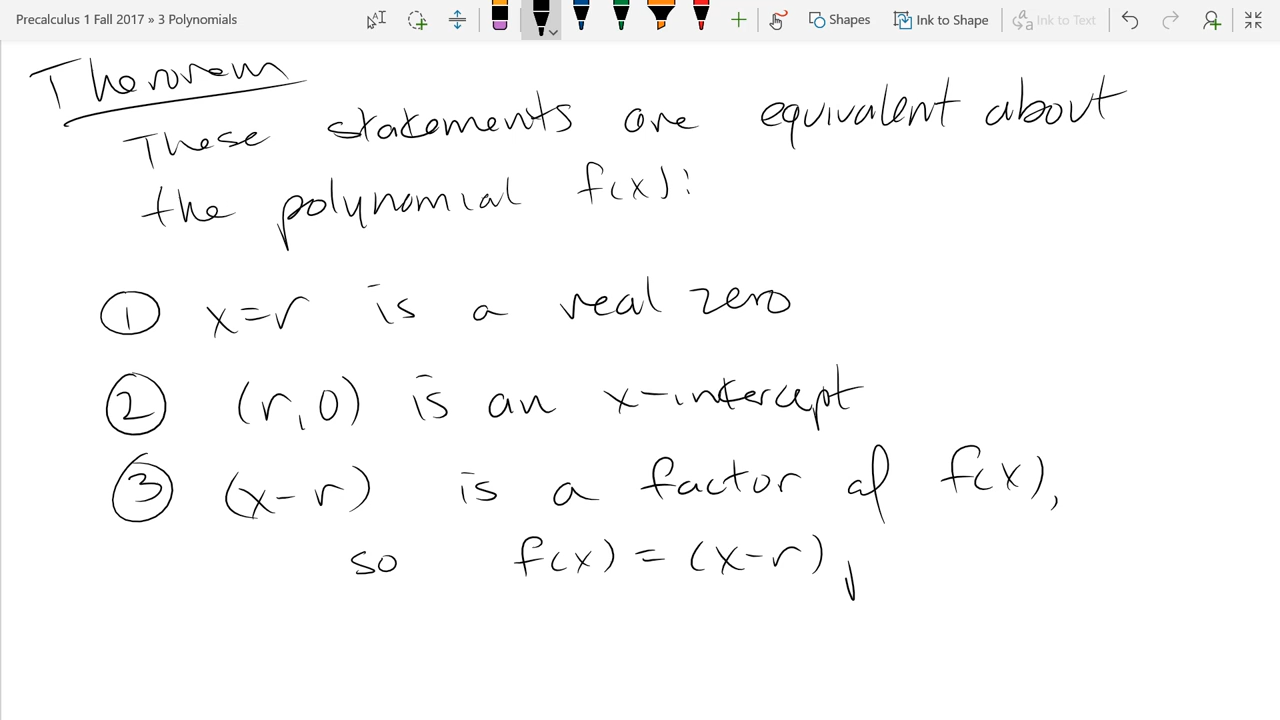 Precalculus 1 Fall 2017 » 3 Polynomials
Shapes
Ink to Shape
Ink to Text
Theorem
These statements are equivalent about
the polynomial f(x):
① x=r is a real zero
② (r,0) is an x-intercept
③ (x-r) is a factor of f(x),
so f(x) = (x-r)